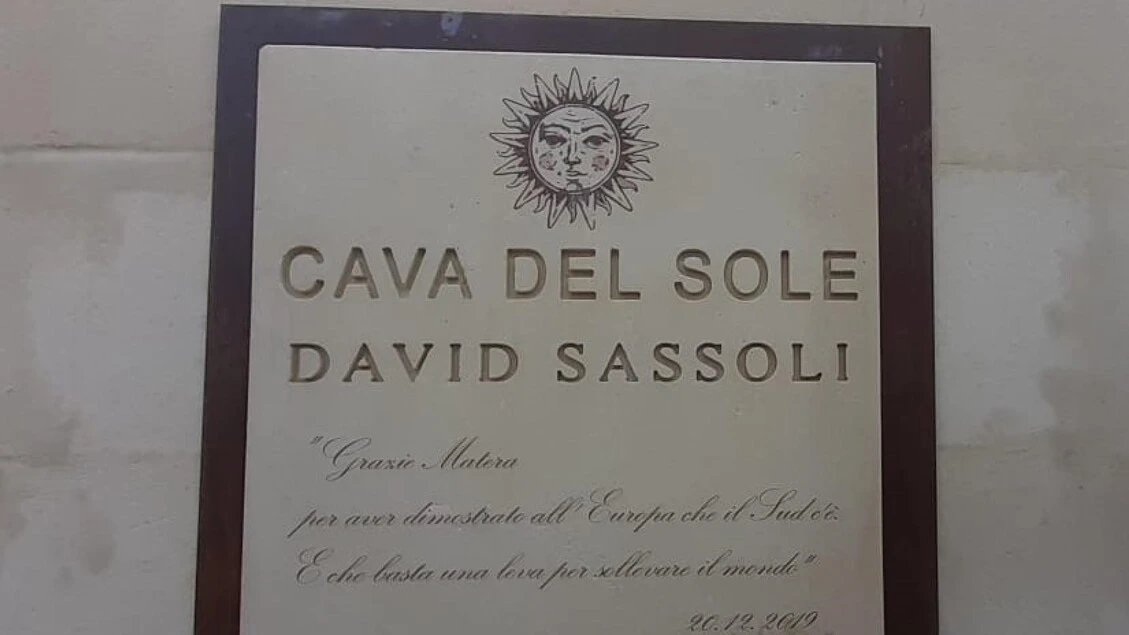 CAVA DEL SOLE
DAVID SASSOLI
"Grazie Matera
per aver dimostrato all'Europa che il Sud c'è.
E che basta una leva per sollevare il mondo"
20.12.2019